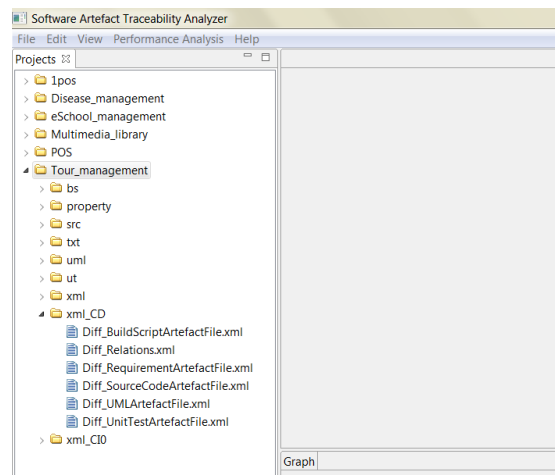 Software Artefact Traceability Analyzer
File Edit View Performance Analysis Help
Projects
1pos
Disease_management
eSchool_management
Multimedia_library
POS
Tour_management
bs
property
src
txt
uml
ut
xml
xml_CD
Diff_BuildScriptArtefactFile.xml
Diff_Relations.xml
Diff_RequirementArtefactFile.xml
Diff_SourceCodeArtefactFile.xml
Diff_UMLArtefactFile.xml
Diff_UnitTestArtefactFile.xml
xml_CI0
Graph